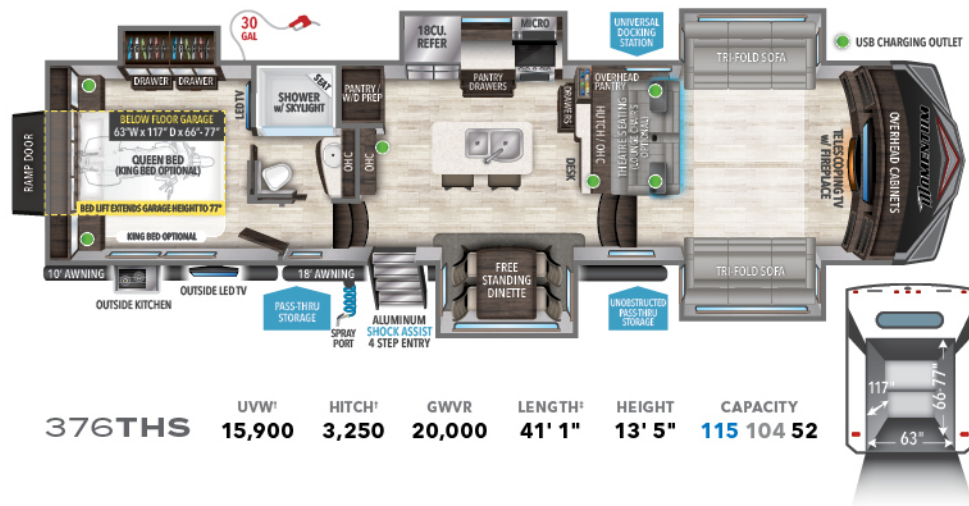 30
GAL
18CU.
REFER
MICRO
UNIVERSAL
DOCKING
STATION
TRI-FOLD SOFA
USB CHARGING OUTLET
DRAWER
DRAWER
LED TV
SEAT
SHOWER
w/ SKYLIGHT
PANTRY
W/D PREP
PANTRY
DRAWERS
OVERHEAD
PANTRY
DRAWERS
HUTCH / OHC
THEATRE SEATING
(LOUNGE CHAIRS
OPTIONAL)
TELESCOPING TV
w/ FIREPLACE
OVERHEAD CABINETS
MOMENTUM
RAMP DOOR
BELOW FLOOR GARAGE
63"W x 117" D x 66"- 77"
QUEEN BED
(KING BED OPTIONAL)
BED LIFT EXTENDS GARAGE HEIGHT TO 77"
KING BED OPTIONAL
OHC
OHC
DESK
10' AWNING
OUTSIDE KITCHEN
OUTSIDE LED TV
18' AWNING
PASS-THRU
STORAGE
SPRAY
PORT
ALUMINUM
SHOCK ASSIST
4 STEP ENTRY
FREE
STANDING
DINETTE
UNOBSTRUCTED
PASS-THRU
STORAGE
TRI-FOLD SOFA
117"
66-77"
63"
376THS
UVW† HITCH† GWVR LENGTH‡ HEIGHT CAPACITY
15,900 3,250 20,000 41' 1" 13' 5" 115 104 52